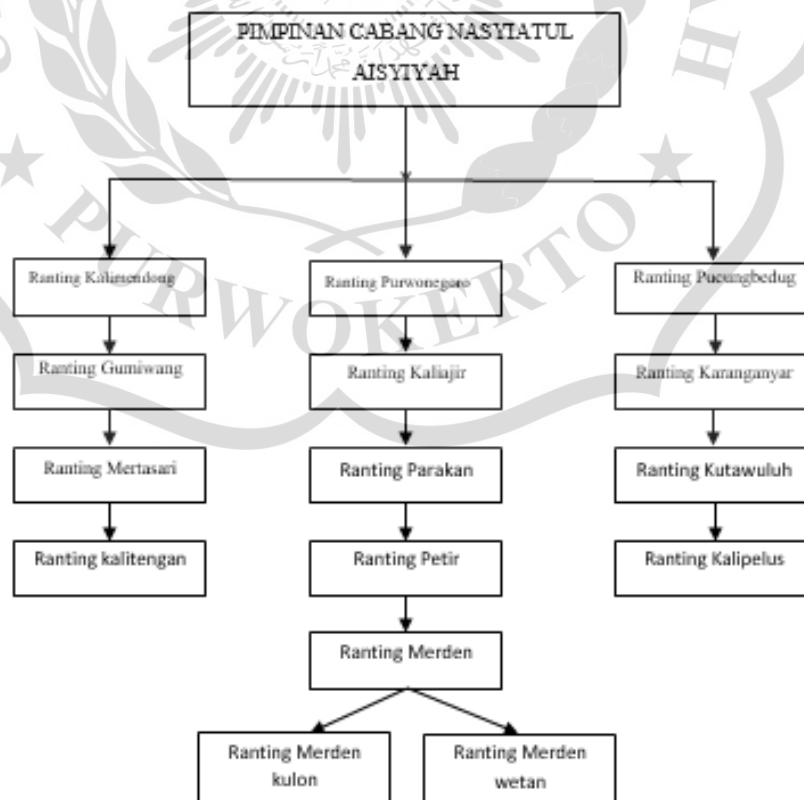 PIMPINAN CABANG NASYIATUL
AISYIYAH
PURWOKERTO
Ranting Kalimendong
Ranting Purwonegoro
Ranting Pucungbedug
Ranting Gumiwang
Ranting Kaliajir
Ranting Karanganyar
Ranting Mertasari
Ranting Parakan
Ranting Kutawuluh
Ranting kalitengan
Ranting Petir
Ranting Kalipelus
Ranting Merden
Ranting Merden
kulon
Ranting Merden
wetan